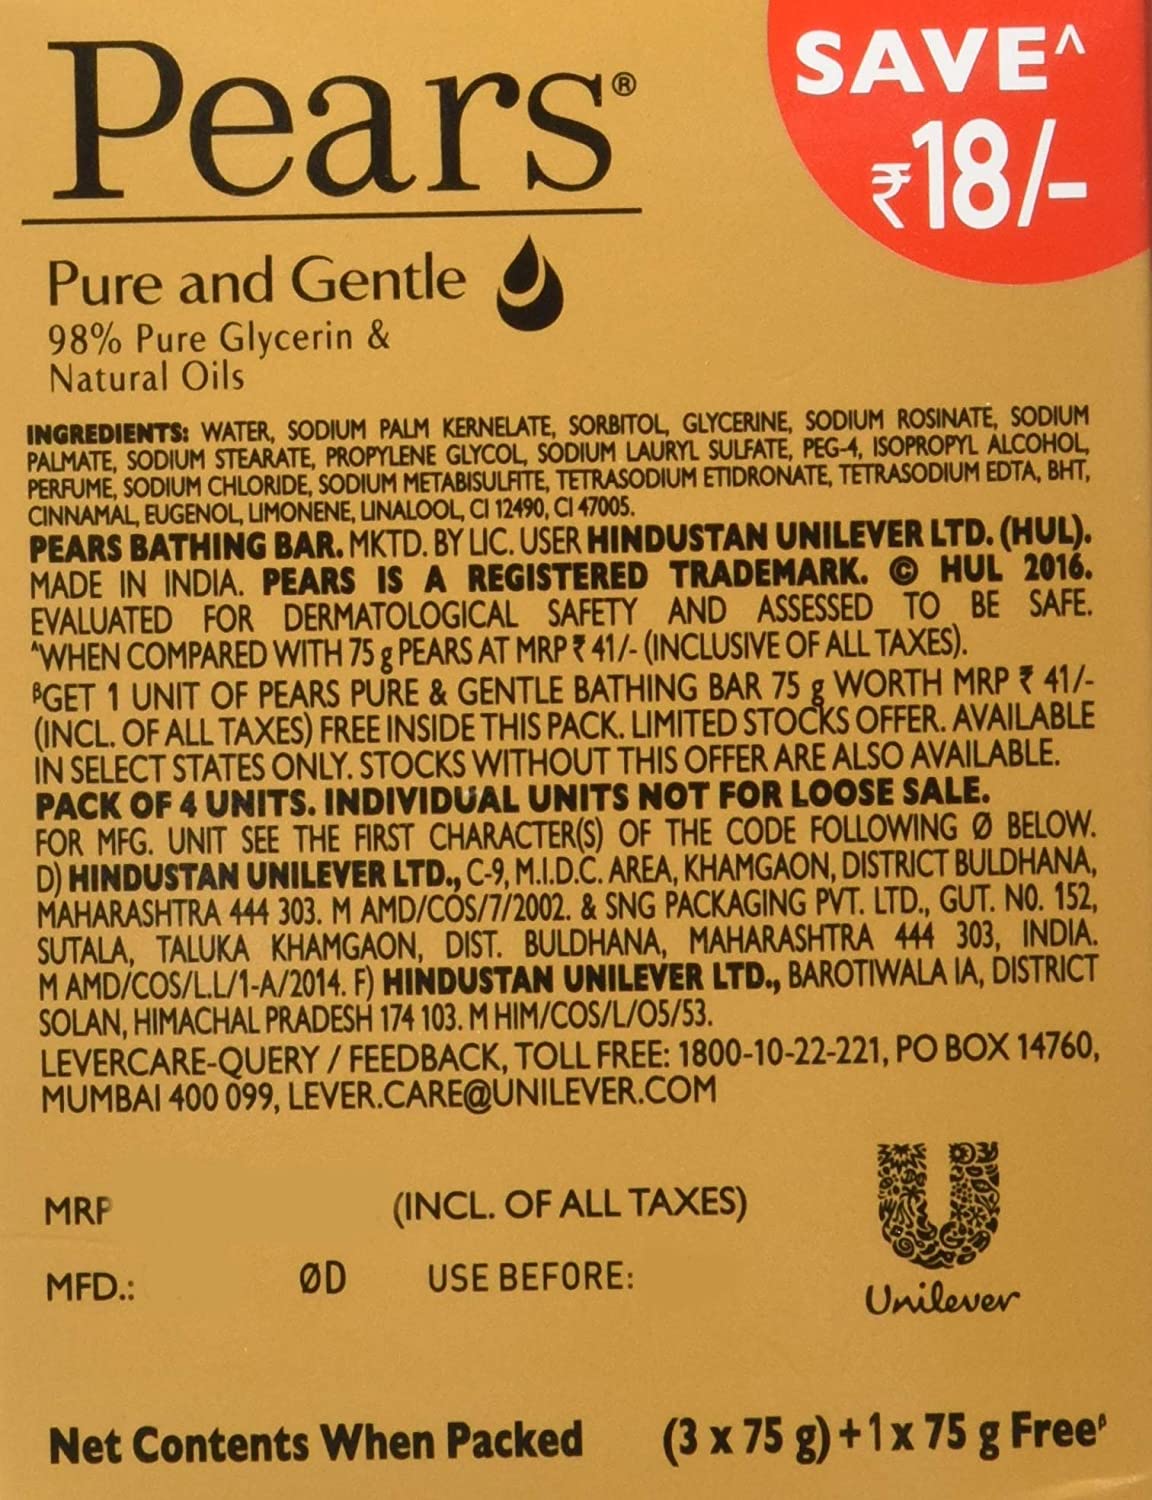 Pears®
SAVE^
₹18/-
Pure and Gentle
98% Pure Glycerin &
Natural Oils
INGREDIENTS: WATER, SODIUM PALM KERNELATE, SORBITOL, GLYCERINE, SODIUM ROSINATE, SODIUM
PALMATE, SODIUM STEARATE, PROPYLENE GLYCOL, SODIUM LAURYL SULFATE, PEG-4, ISOPROPYL ALCOHOL,
PERFUME, SODIUM CHLORIDE, SODIUM METABISULFITE, TETRASODIUM ETIDRONATE, TETRASODIUM EDTA, BHT,
CINNAMAL, EUGENOL, LIMONENE, LINALOOL, CI 12490, CI 47005.
PEARS BATHING BAR. MKTD. BY LIC. USER HINDUSTAN UNILEVER LTD. (HUL).
MADE IN INDIA. PEARS IS A REGISTERED TRADEMARK. © HUL 2016.
EVALUATED FOR DERMATOLOGICAL SAFETY AND ASSESSED TO BE SAFE.
^WHEN COMPARED WITH 75 g PEARS AT MRP ₹ 41/- (INCLUSIVE OF ALL TAXES).
βGET 1 UNIT OF PEARS PURE & GENTLE BATHING BAR 75 g WORTH MRP ₹ 41/-
(INCL. OF ALL TAXES) FREE INSIDE THIS PACK. LIMITED STOCKS OFFER. AVAILABLE
IN SELECT STATES ONLY. STOCKS WITHOUT THIS OFFER ARE ALSO AVAILABLE.
PACK OF 4 UNITS. INDIVIDUAL UNITS NOT FOR LOOSE SALE.
FOR MFG. UNIT SEE THE FIRST CHARACTER(S) OF THE CODE FOLLOWING Ø BELOW.
D) HINDUSTAN UNILEVER LTD., C-9, M.I.D.C. AREA, KHAMGAON, DISTRICT BULDHANA,
MAHARASHTRA 444 303. M AMD/COS/7/2002. & SNG PACKAGING PVT. LTD., GUT. NO. 152,
SUTALA, TALUKA KHAMGAON, DIST. BULDHANA, MAHARASHTRA 444 303, INDIA.
M AMD/COS/L.L/1-A/2014. F) HINDUSTAN UNILEVER LTD., BAROTIWALA IA, DISTRICT
SOLAN, HIMACHAL PRADESH 174 103. M HIM/COS/L/05/53.
LEVERCARE-QUERY / FEEDBACK, TOLL FREE: 1800-10-22-221, PO BOX 14760,
MUMBAI 400 099, LEVER.CARE@UNILEVER.COM
MRP (INCL. OF ALL TAXES)
MFD.: ØD USE BEFORE:
Unilever
Net Contents When Packed (3 x 75 g) + 1 x 75 g Freeβ